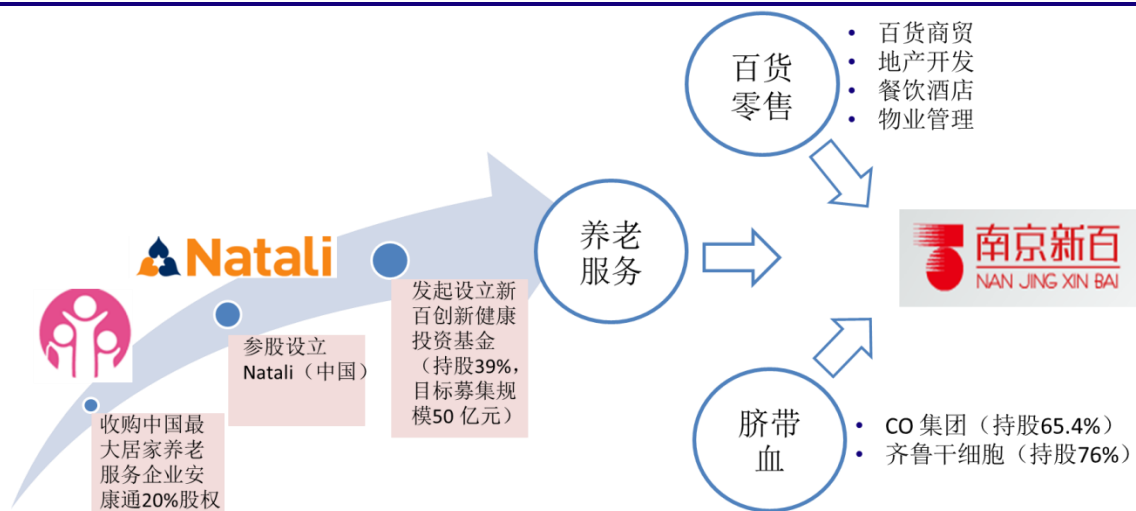 百货
零售
• 百货商贸
• 地产开发
• 餐饮酒店
• 物业管理
Natali
养老
服务
南京新百
NAN JING XIN BAI
收购中国最
大居家养老
服务企业安
康通20%股权
参股设立
Natali（中国）
发起设立新
百创新健康
投资基金
（持股39%，
目标募集规
模50 亿元）
脐带
血
• CO 集团（持股65.4%）
• 齐鲁干细胞（持股76%）